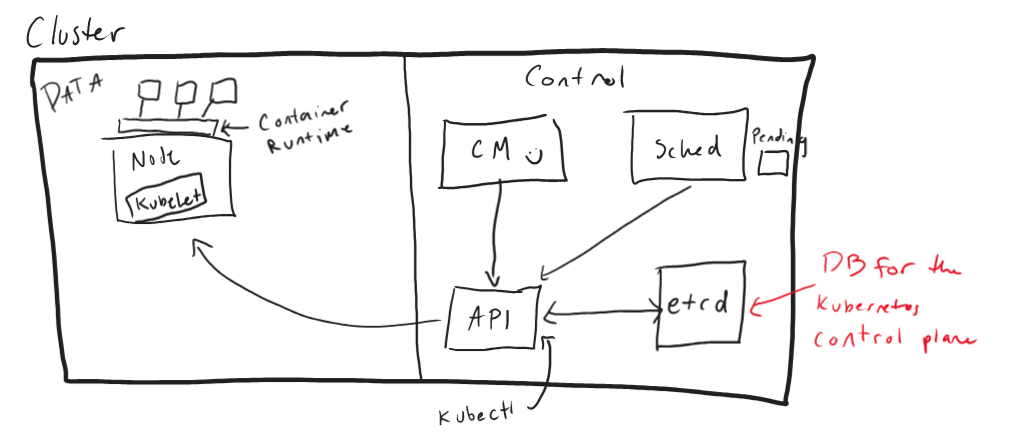 Cluster
DATA
Container
Runtime
Node
Kubelet
Control
CM
Sched
Pending
API
etcd
DB for the
Kubernetes
control plane
Kubectl